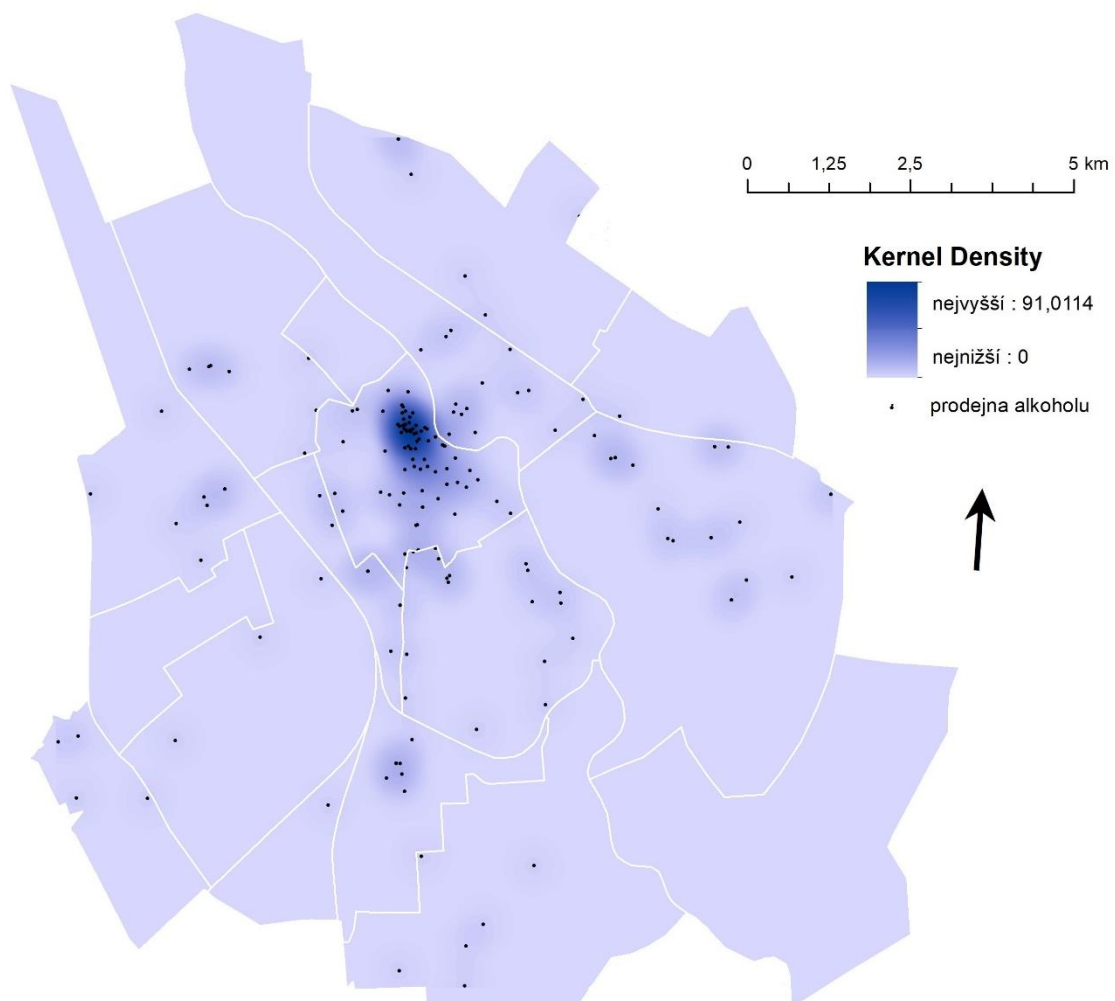 0 1,25 2,5 5 km
Kernel Density
nejvyšší : 91,0114
nejnižší : 0
prodejna alkoholu